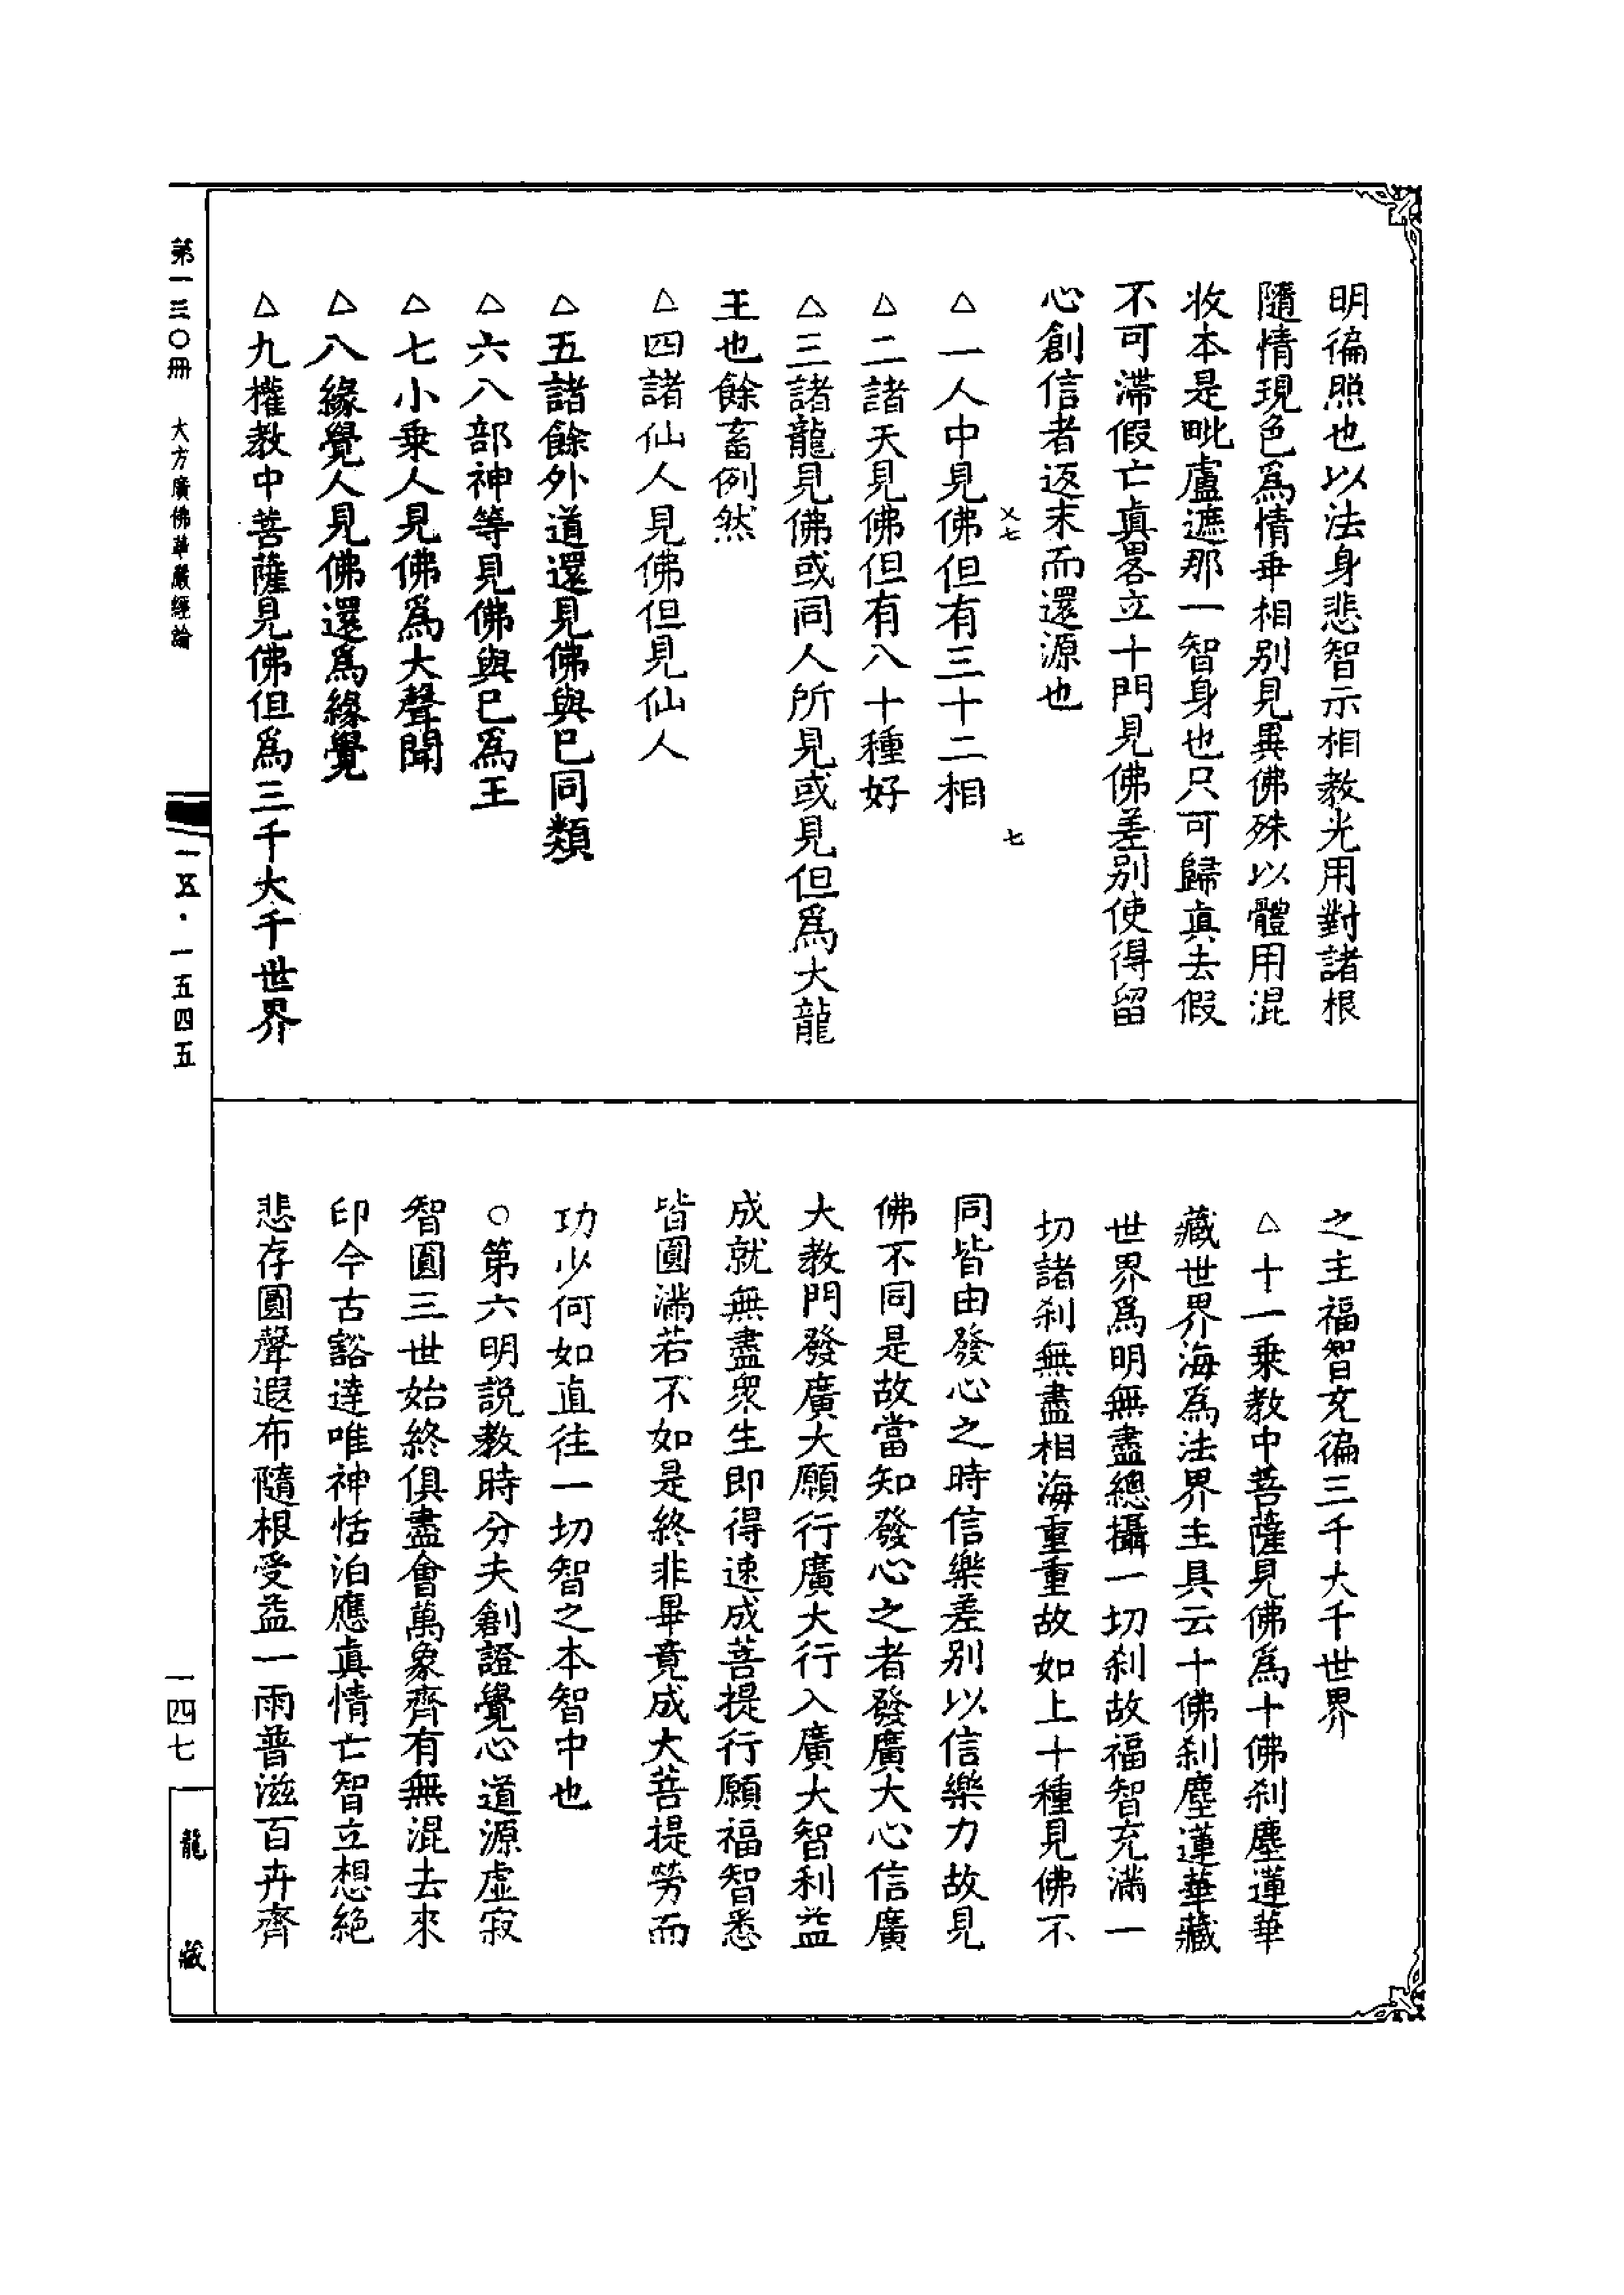 明徧照也以法身悲智示相教光用對諸根
隨情現色爲情乖相別見異佛殊以體用混
收本是毗盧遮那一智身也只可歸真去假
不可滯假亡真畧立十門見佛差別使得留
心創信者返末而還源也
乂七
七
△一人中見佛但有三十二相
△二諸天見佛但有八十種好
△三諸龍見佛或同人所見或見但爲大龍
王也餘畜例然
△四諸仙人見佛但見仙人
△五諸餘外道還見佛與已同類
△六八部神等見佛與已爲王
△七小乗人見佛爲大聲聞
△八緣覺人見佛還爲緣覺
△九權教中菩薩見佛但爲三千大千世界
之主福智充徧三千大千世界
△十一乗教中菩薩見佛爲十佛刹塵蓮華
藏世界海爲法界主具云十佛刹塵蓮華藏
世界爲明無盡總攝一切刹故福智充滿一
切諸刹無盡相海重重故如上十種見佛不
同皆由發心之時信樂差別以信樂力故見
佛不同是故當知發心之者發廣大心信廣
大教門發廣大願行廣大行入廣大智利益
成就無盡衆生即得速成菩提行願福智悉
皆圓滿若不如是終非畢竟成大菩提勞而
功少何如直往一切智之本智中也
○第六明説教時分夫創證覺心道源虛寂
智圓三世始終俱盡會萬象齊有無混去來
印今古豁達唯神恬泊應真情亡智立想絕
悲存圓聲遐布隨根受益一雨普滋百卉齊
第一三〇冊 大方廣佛華嚴經論
一五·一五四五
一四七
龍藏